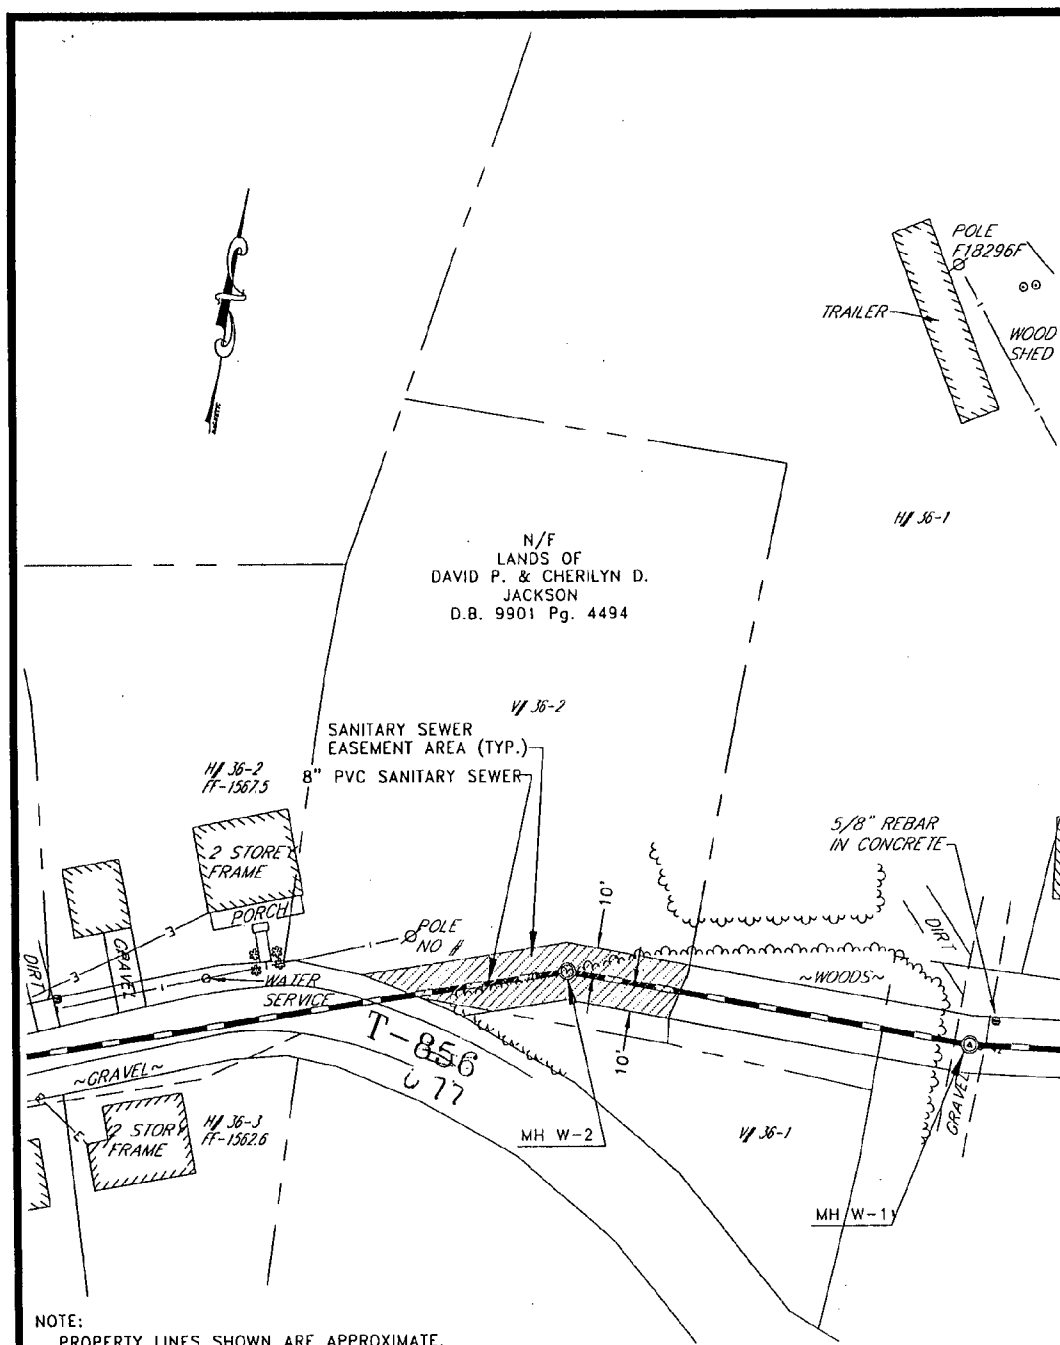 POLE
F18296F
TRAILER
WOOD
SHED
H# 36-1
N/F
LANDS OF
DAVID P. & CHERILYN D.
JACKSON
D.B. 9901 Pg. 4494
V# 36-2
SANITARY SEWER
EASEMENT AREA (TYP.)
8" PVC SANITARY SEWER
H# 36-2
FF-1567.5
5/8" REBAR
IN CONCRETE
2 STOREY
FRAME
10'
PORCH
POLE
NO #
DIRT
GRAVEL
DIRT
~WOODS~
WATER
SERVICE
T-856
677
~GRAVEL~
10'
GRAVEL
2 STORY
FRAME
H# 36-3
FF-1562.6
MH W-2
V# 36-1
MH W-1
NOTE:
PROPERTY LINES SHOWN ARE APPROXIMATE.